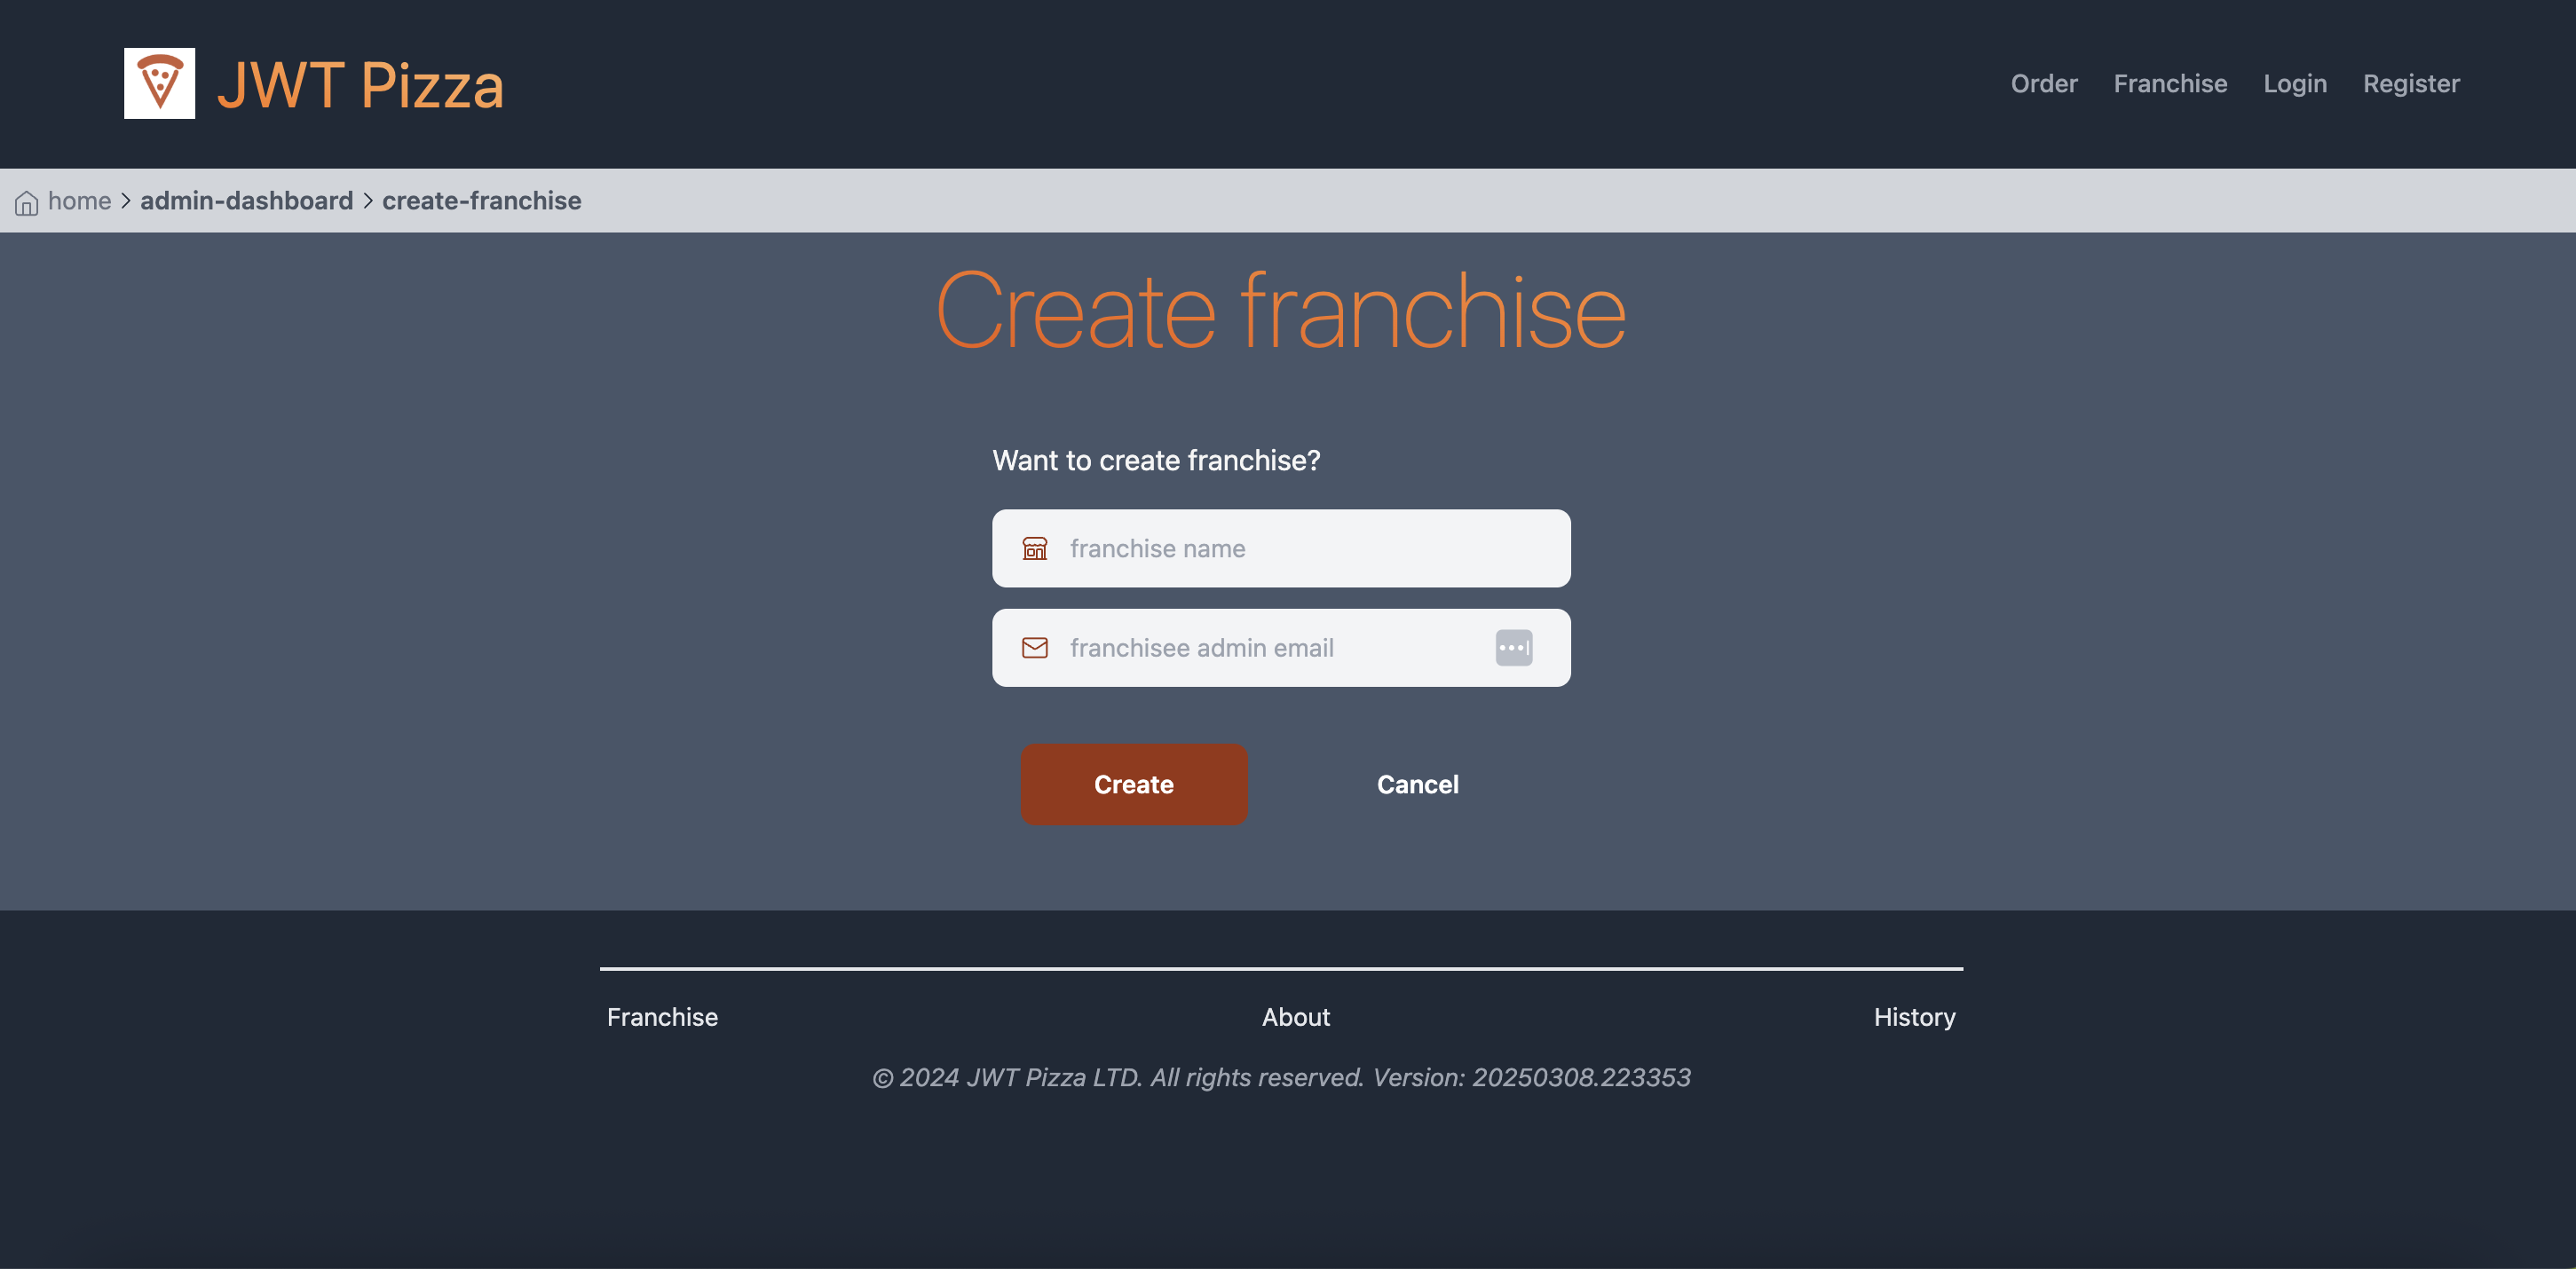 JWT Pizza
Order Franchise Login Register
home > admin-dashboard > create-franchise
Create franchise
Want to create franchise?
franchise name
franchisee admin email
Create Cancel
Franchise About History
© 2024 JWT Pizza LTD. All rights reserved. Version: 20250308.223353